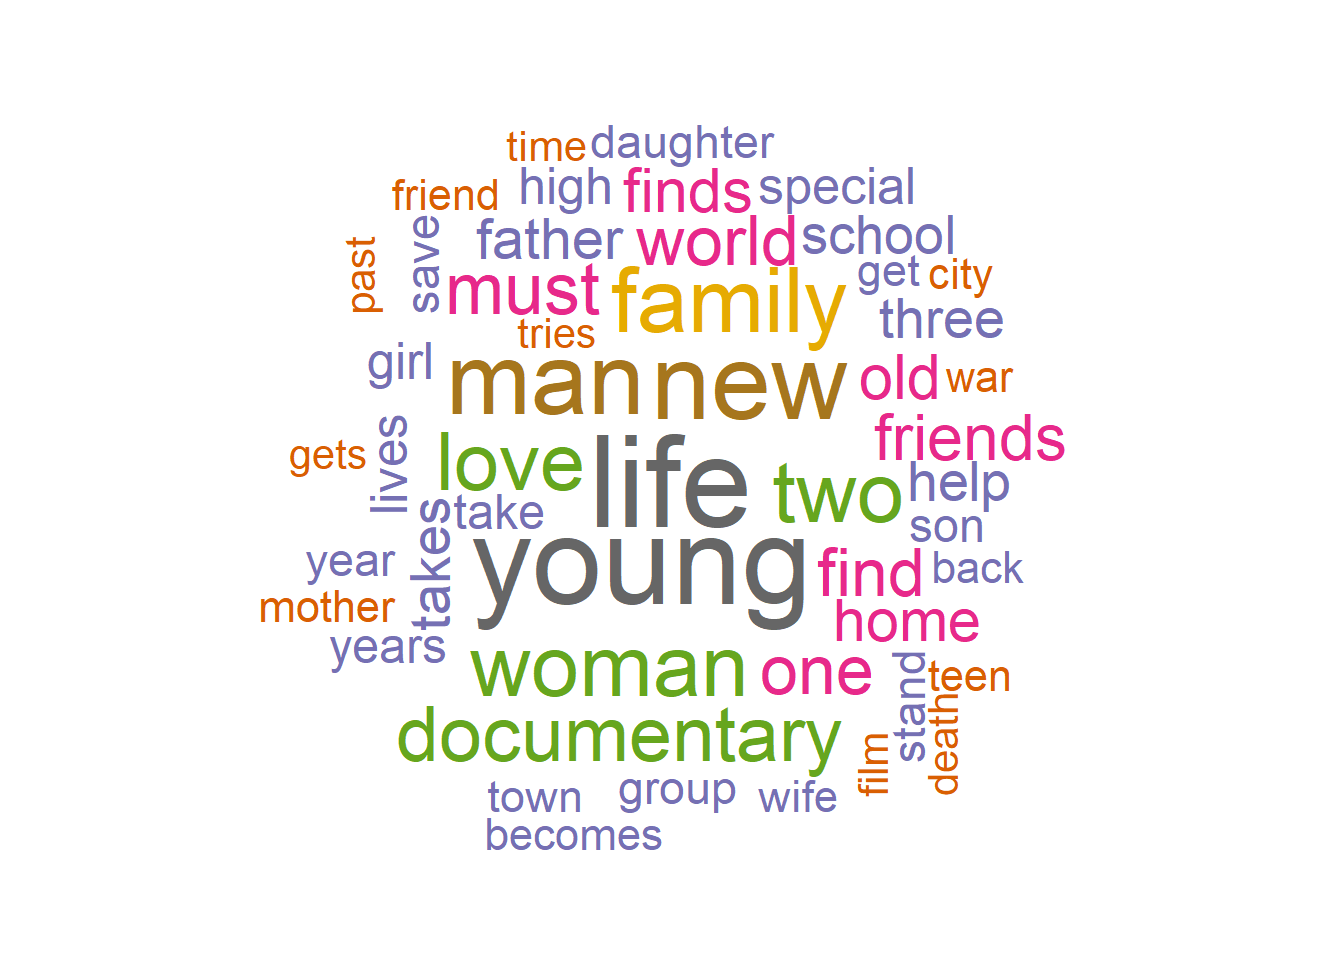 time daughter
friend high finds special
past save father world school
must family get city
tries three
girl man new old war
friends
gets lives love life two help
takes take son
year young find back
mother home
years woman one stand teen
documentary film death
town group wife
becomes